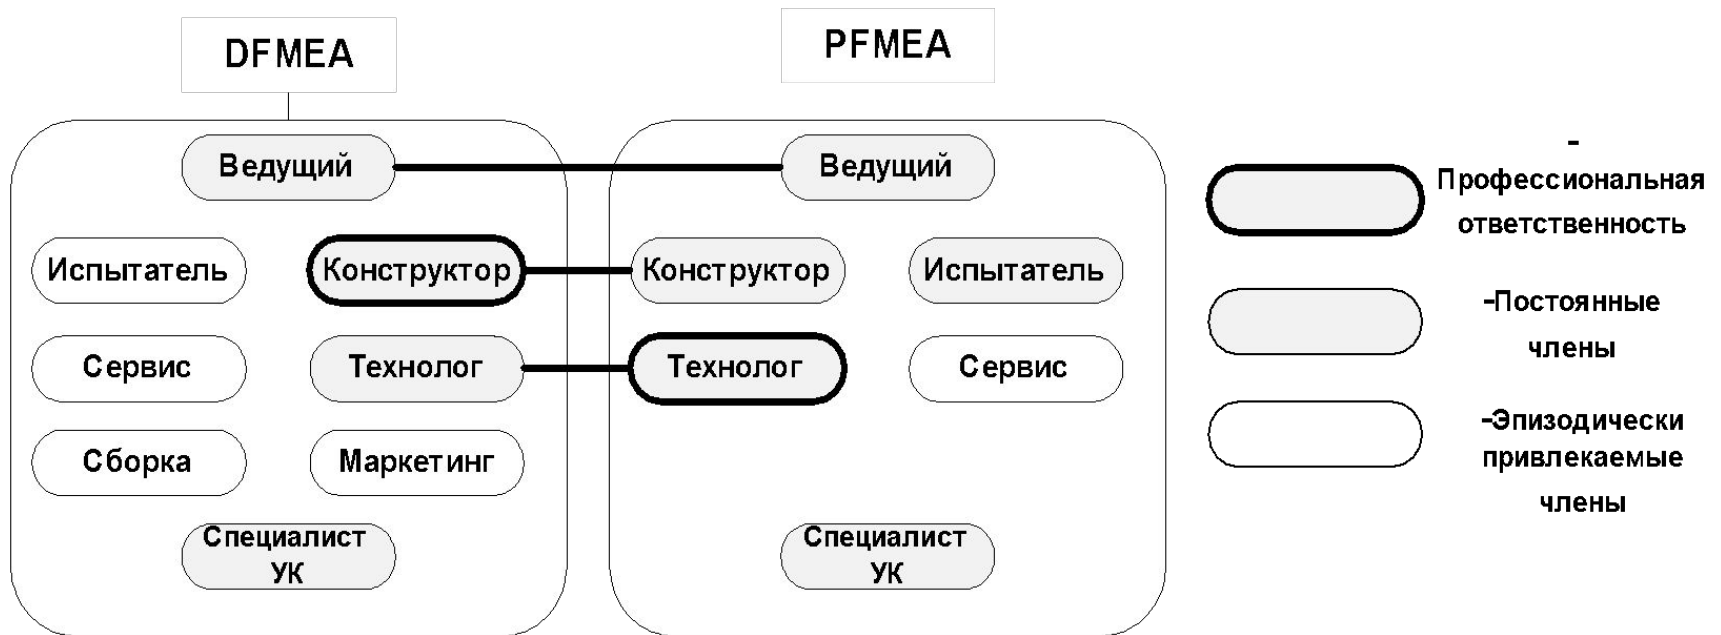 DFMEA
PFMEA
Ведущий
Ведущий
Испытатель
Конструктор
Конструктор
Испытатель
Сервис
Технолог
Технолог
Сервис
Сборка
Маркетинг
Специалист
УК
Специалист
УК
-
Профессиональная
ответственность
-Постоянные
члены
-Эпизодически
привлекаемые
члены